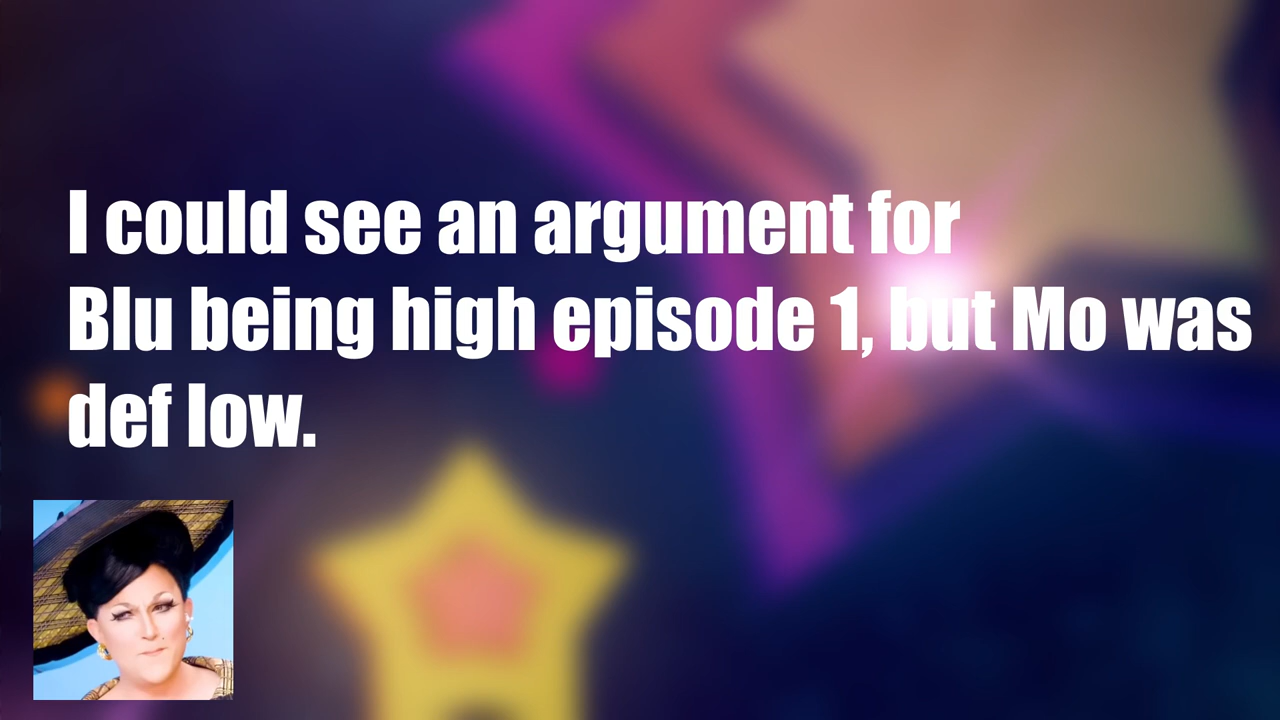 I could see an argument for
Blu being high episode 1, but Mo was
def low.